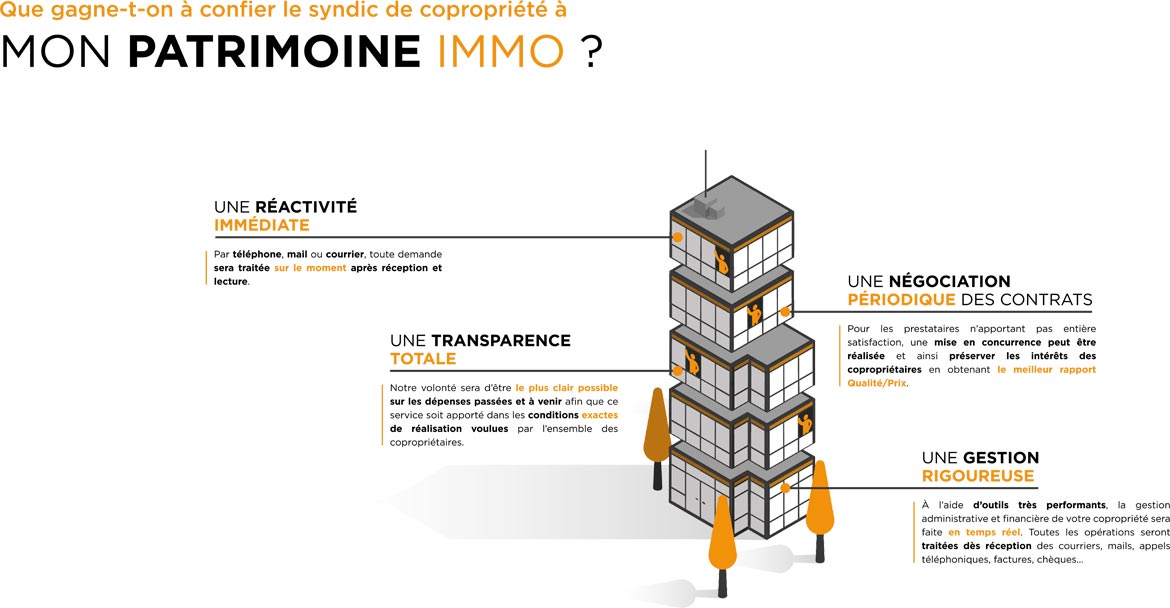 Que gagne-t-on à confier le syndic de copropriété à
MON PATRIMOINE IMMO ?
UNE RÉACTIVITÉ
IMMÉDIATE
Par téléphone, mail ou courrier, toute demande
sera traitée sur le moment après réception et
lecture.
UNE NÉGOCIATION
PÉRIODIQUE DES CONTRATS
Pour les prestataires n'apportant pas entière
satisfaction, une mise en concurrence peut être
réalisée et ainsi préserver les intérêts des
copropriétaires en obtenant le meilleur rapport
Qualité/Prix.
UNE TRANSPARENCE
TOTALE
Notre volonté sera d'être le plus clair possible
sur les dépenses passées et à venir afin que ce
service soit apporté dans les conditions exactes
de réalisation voulues par l'ensemble des
copropriétaires.
UNE GESTION
RIGOUREUSE
À l'aide d'outils très performants, la gestion
administrative et financière de votre copropriété sera
faite en temps réel. Toutes les opérations seront
traitées dès réception des courriers, mails, appels
téléphoniques, factures, chèques...